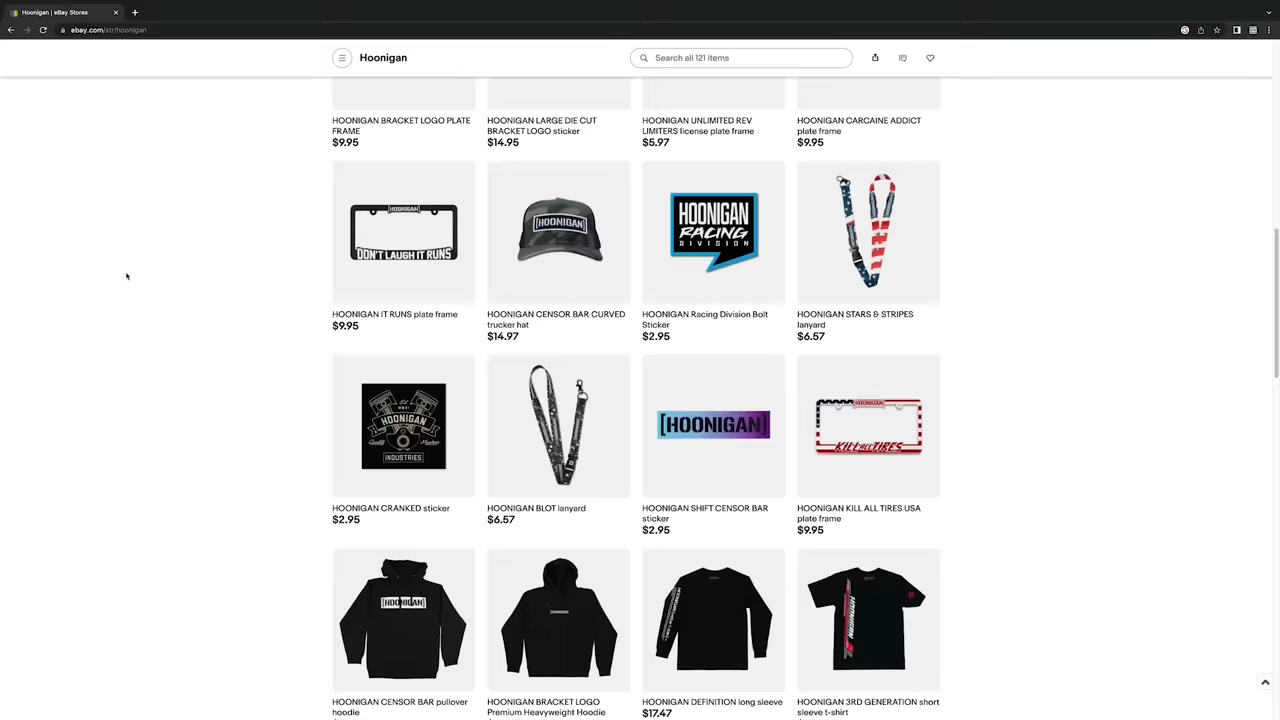 Hoonigan | eBay Stores
ebay.com/str/hoonigan
Hoonigan
Search all 121 items
HOONIGAN BRACKET LOGO PLATE
FRAME
$9.95
HOONIGAN LARGE DIE CUT
BRACKET LOGO sticker
$14.95
HOONIGAN UNLIMITED REV
LIMITERS license plate frame
$5.97
HOONIGAN CARCAINE ADDICT
plate frame
$9.95
[HOONIGAN]
DON'T LAUGH IT RUNS
HOONIGAN IT RUNS plate frame
$9.95
[HOONIGAN]
HOONIGAN CENSOR BAR CURVED
trucker hat
$14.97
HOONIGAN
RACING
DIVISION
HOONIGAN Racing Division Bolt
Sticker
$2.95
HOONIGAN STARS & STRIPES
lanyard
$6.57
HOONIGAN
INDUSTRIES
HOONIGAN CRANKED sticker
$2.95
HOONIGAN BLOT lanyard
$6.57
[HOONIGAN]
HOONIGAN SHIFT CENSOR BAR
sticker
$2.95
[HOONIGAN]
KILL ALL TIRES
HOONIGAN KILL ALL TIRES USA
plate frame
$9.95
[HOONIGAN]
HOONIGAN CENSOR BAR pullover
hoodie
HOONIGAN BRACKET LOGO
Premium Heavyweight Hoodie
HOONIGAN DEFINITION long sleeve
$17.47
HOONIGAN
HOONIGAN 3RD GENERATION short
sleeve t-shirt